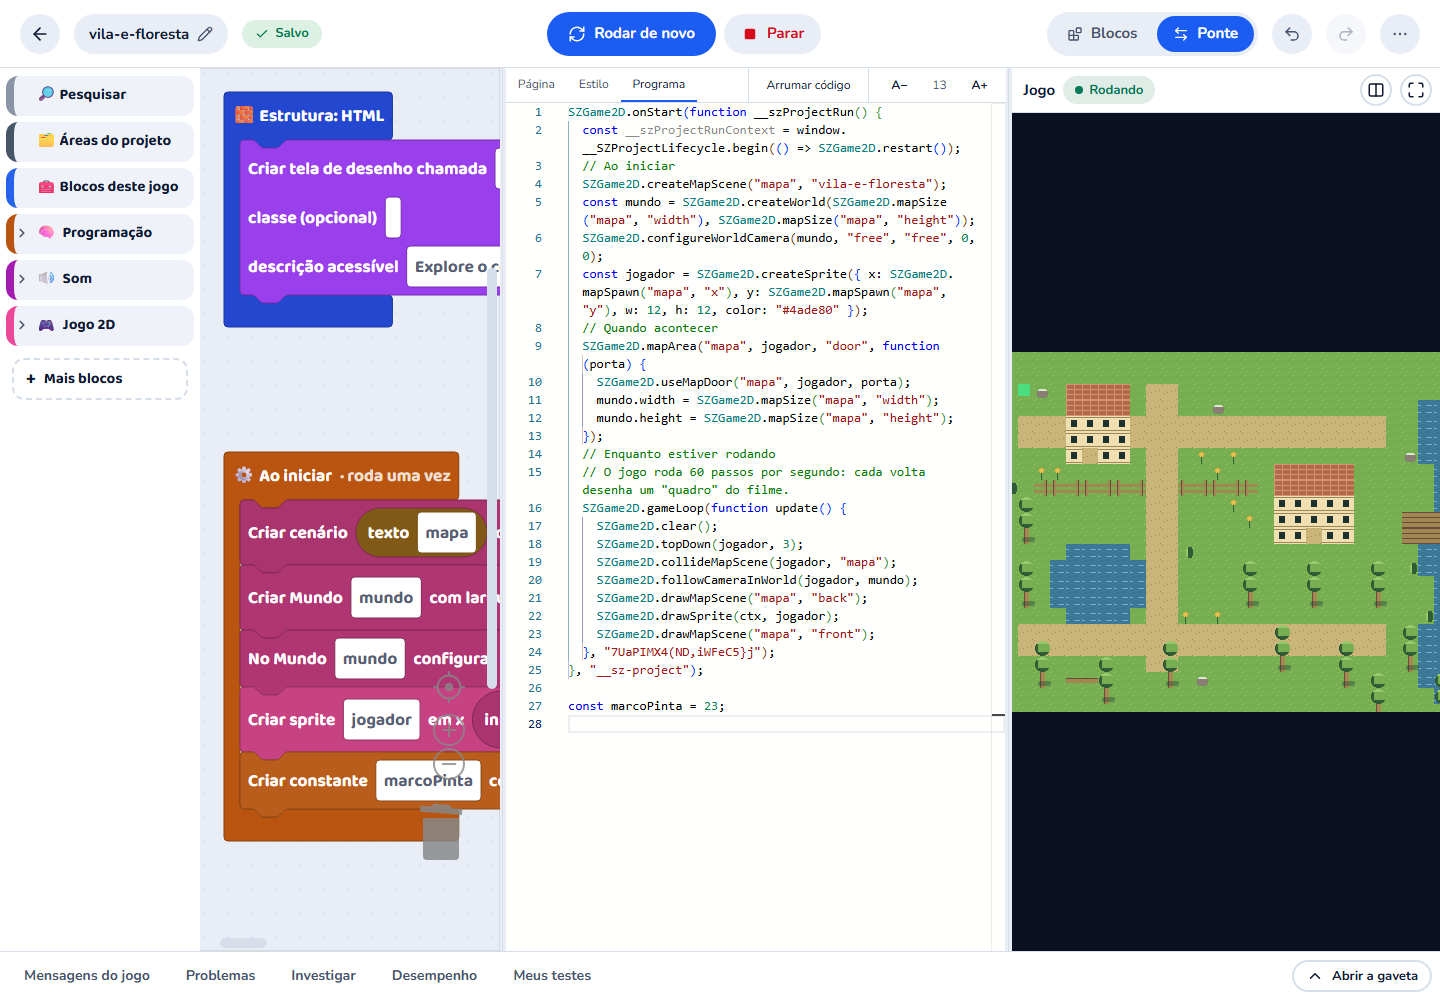 vila-e-floresta
Salvo
Rodar de novo
Parar
Blocos
Ponte
Pesquisar
Áreas do projeto
Blocos deste jogo
Programação
Som
Jogo 2D
+ Mais blocos
Estrutura: HTML
Criar tela de desenho chamada
classe (opcional)
descrição acessível Explore o c
Ao iniciar · roda uma vez
Criar cenário texto mapa
Criar Mundo mundo com lar
No Mundo mundo configura
Criar sprite jogador em x in
Criar constante marcoPinta co
Página Estilo Programa Arrumar código A− 13 A+
1 SZGame2D.onStart(function __szProjectRun() {
2 const __szProjectRunContext = window.
__SZProjectLifecycle.begin(() => SZGame2D.restart());
3 // Ao iniciar
4 SZGame2D.createMapScene("mapa", "vila-e-floresta");
5 const mundo = SZGame2D.createWorld(SZGame2D.mapSize
("mapa", "width"), SZGame2D.mapSize("mapa", "height"));
6 SZGame2D.configureWorldCamera(mundo, "free", "free", 0,
0);
7 const jogador = SZGame2D.createSprite({ x: SZGame2D.
mapSpawn("mapa", "x"), y: SZGame2D.mapSpawn("mapa",
"y"), w: 12, h: 12, color: "#4ade80" });
8 // Quando acontecer
9 SZGame2D.mapArea("mapa", jogador, "door", function
(porta) {
10 SZGame2D.useMapDoor("mapa", jogador, porta);
11 mundo.width = SZGame2D.mapSize("mapa", "width");
12 mundo.height = SZGame2D.mapSize("mapa", "height");
13 });
14 // Enquanto estiver rodando
15 // O jogo roda 60 passos por segundo: cada volta
desenha um "quadro" do filme.
16 SZGame2D.gameLoop(function update() {
17 SZGame2D.clear();
18 SZGame2D.topDown(jogador, 3);
19 SZGame2D.collideMapScene(jogador, "mapa");
20 SZGame2D.followCameraInWorld(jogador, mundo);
21 SZGame2D.drawMapScene("mapa", "back");
22 SZGame2D.drawSprite(ctx, jogador);
23 SZGame2D.drawMapScene("mapa", "front");
24 }, "7UaPIMX4(ND,iWFeC5}j");
25 }, "__sz-project");
26
27 const marcoPinta = 23;
28
Jogo Rodando
Mensagens do jogo Problemas Investigar Desempenho Meus testes Abrir a gaveta